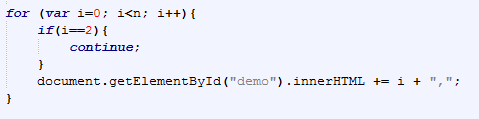 for (var i=0; i<n; i++){
if(i==2){
continue;
}
document.getElementById("demo").innerHTML += i + ",";
}